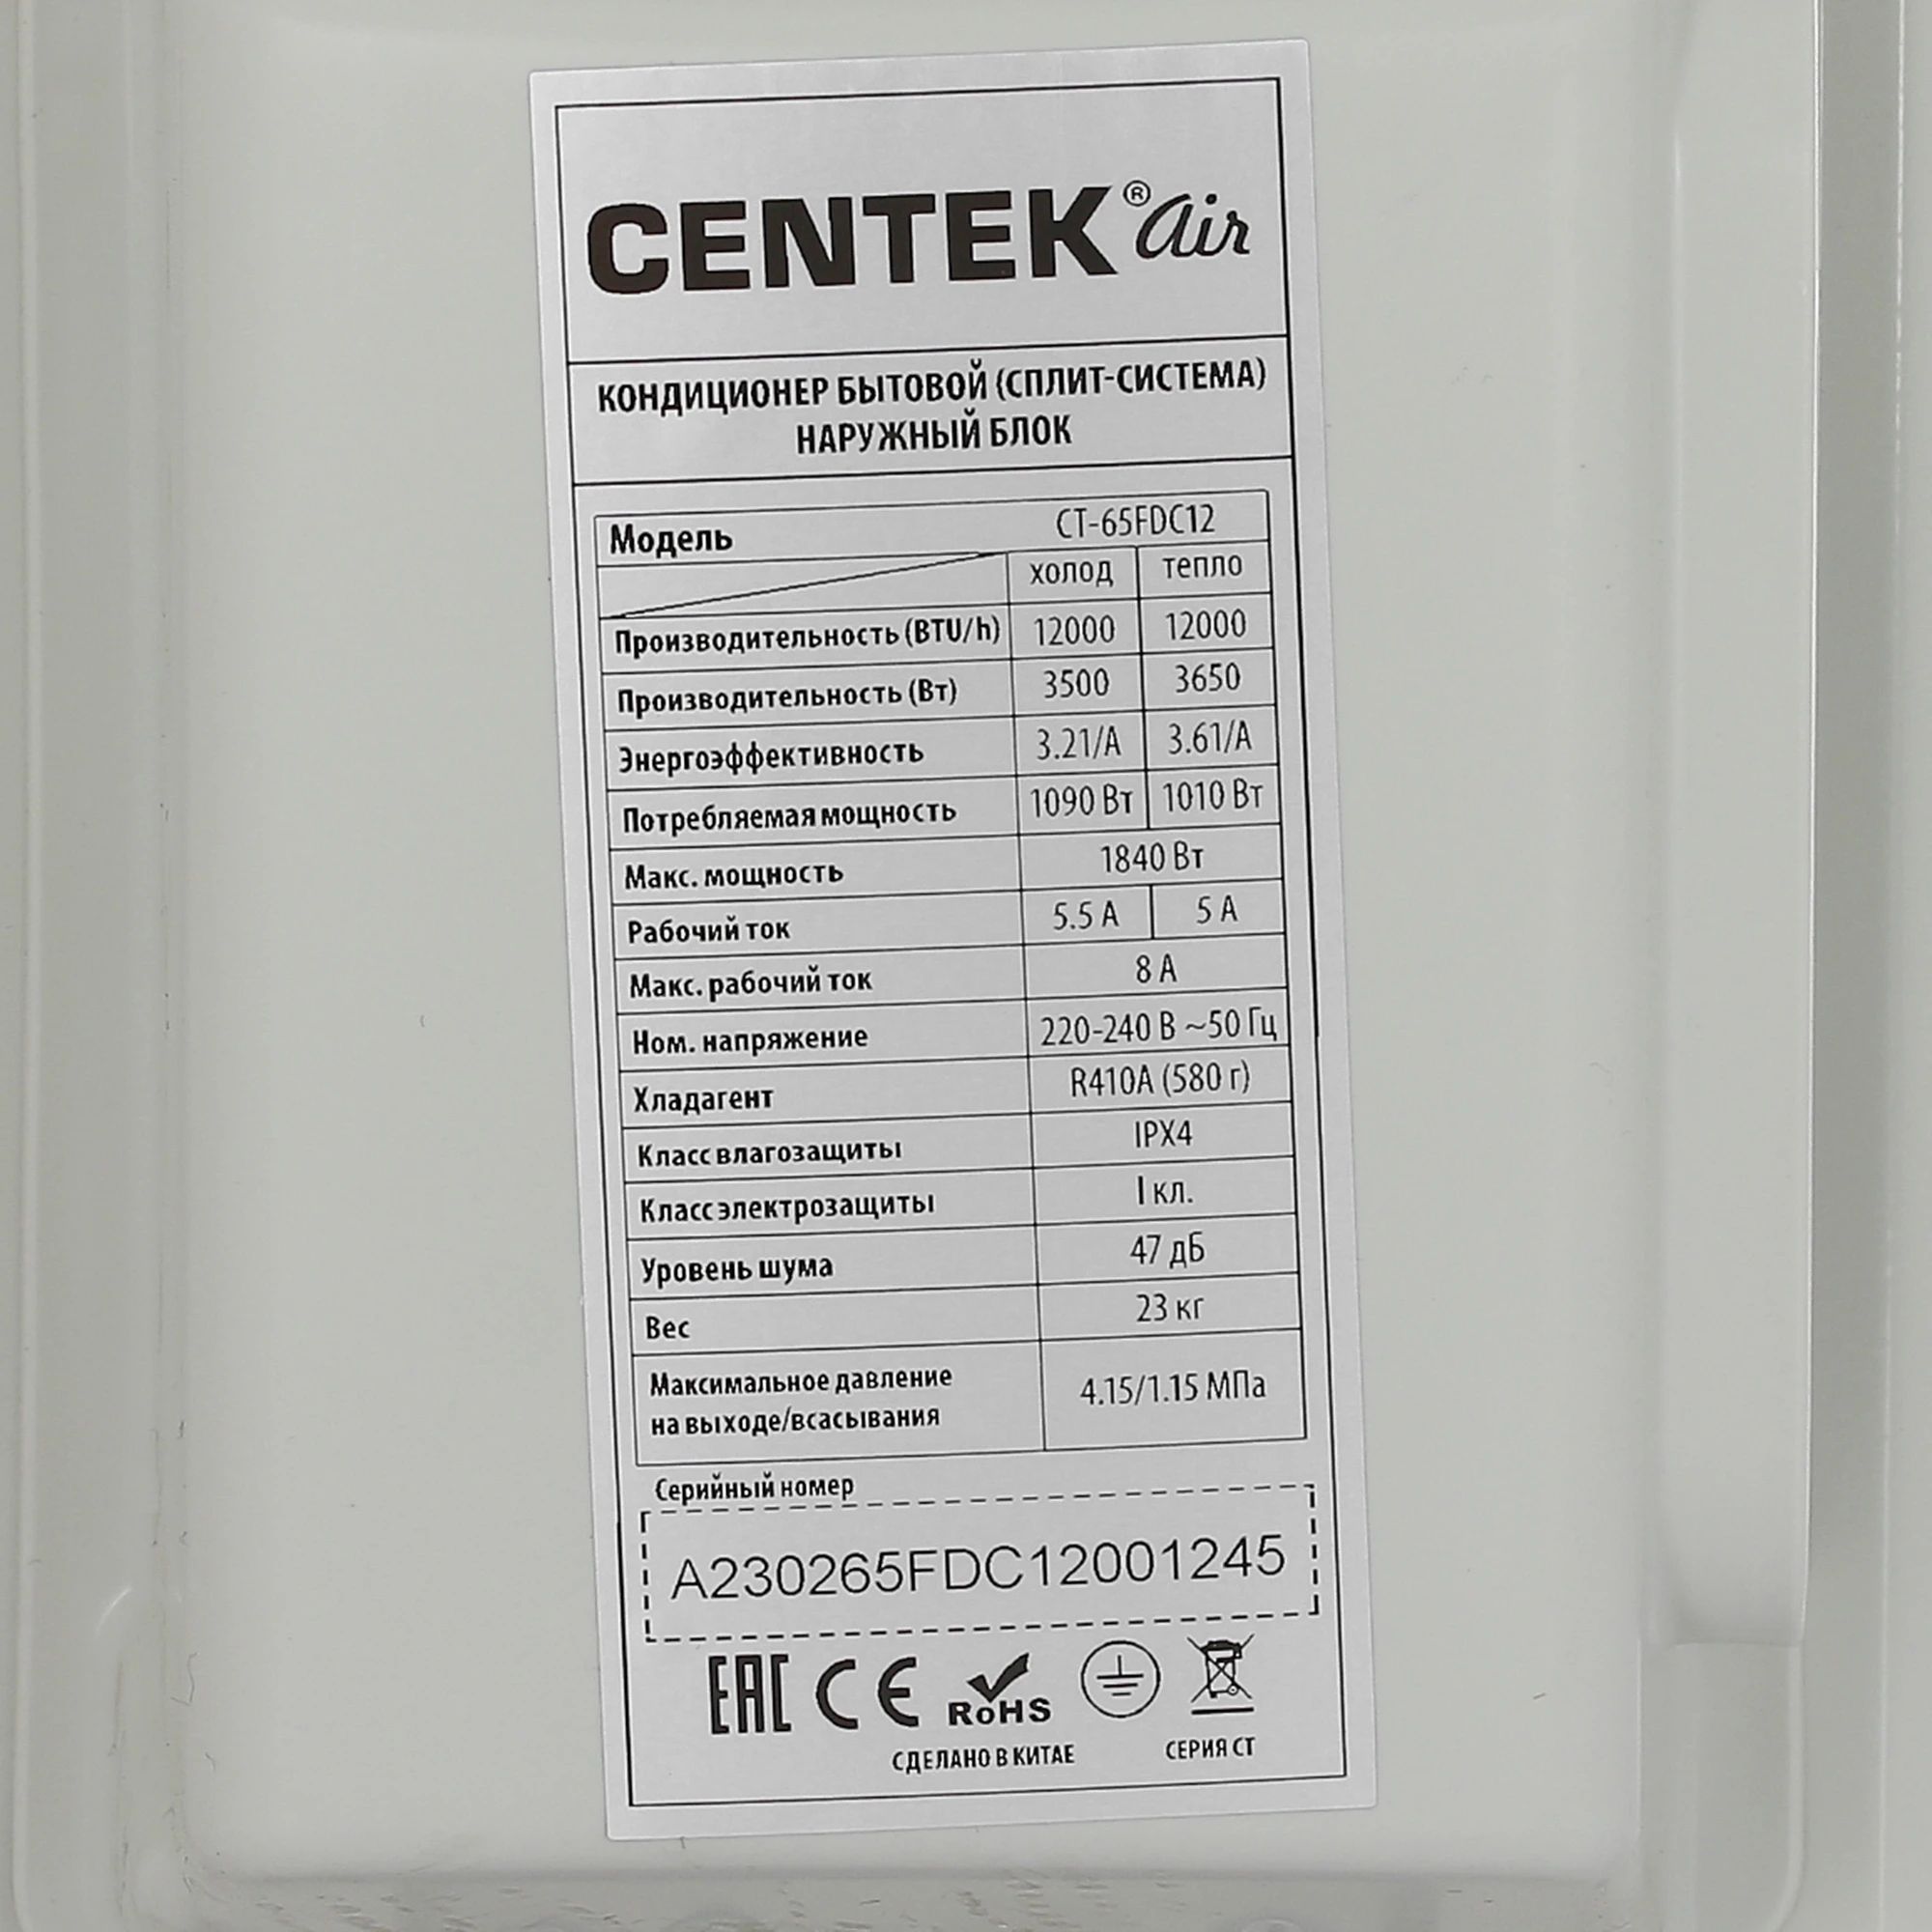 CENTEK® air
КОНДИЦИОНЕР БЫТОВОЙ (СПЛИТ-СИСТЕМА)
НАРУЖНЫЙ БЛОК
Модель CT-65FDC12
холод тепло
Производительность (BTU/h) 12000 12000
Производительность (Вт) 3500 3650
Энергоэффективность 3.21/A 3.61/A
Потребляемая мощность 1090 Вт 1010 Вт
Макс. мощность 1840 Вт
Рабочий ток 5.5 А 5 А
Макс. рабочий ток 8 А
Ном. напряжение 220-240 В ~50 Гц
Хладагент R410A (580 г)
Класс влагозащиты IPX4
Класс электрозащиты I кл.
Уровень шума 47 дБ
Вес 23 кг
Максимальное давление
на выходе/всасывания 4.15/1.15 МПа
Серийный номер
A230265FDC12001245
EAC CE RoHS
СДЕЛАНО В КИТАЕ СЕРИЯ СТ